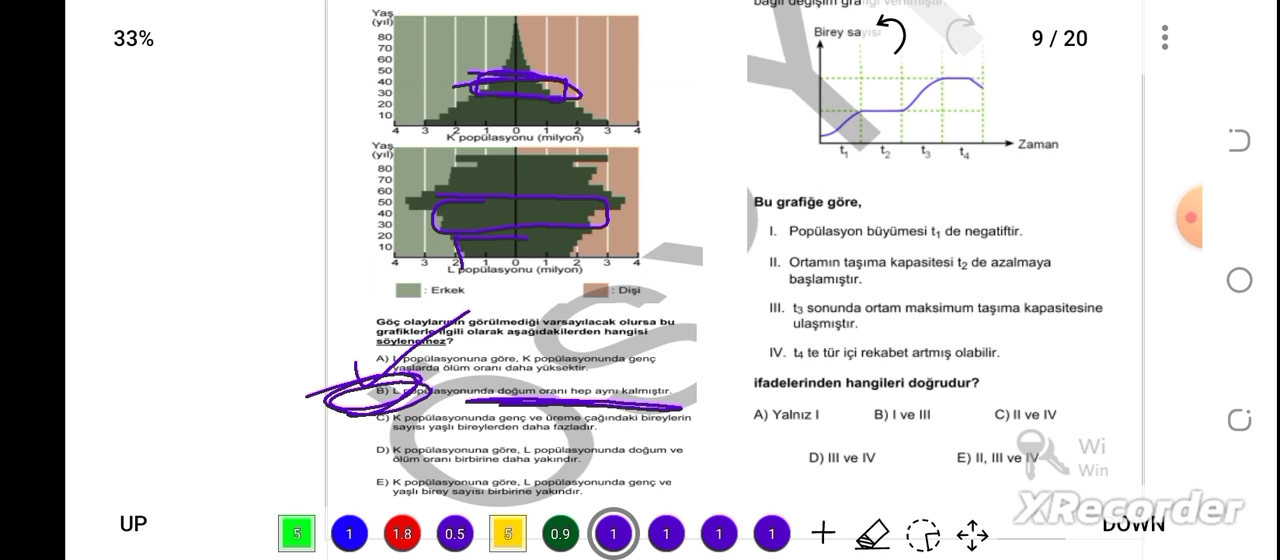 33%
Yaş
(yıl)
80
70
60
50
40
30
20
10
4 3 2 1 0 1 2 3 4
K popülasyonu (milyon)
Yaş
(yıl)
80
70
60
50
40
30
20
10
4 3 2 1 0 1 2 3 4
L popülasyonu (milyon)
: Erkek : Dişi
Göç olaylarının görülmediği varsayılacak olursa bu
grafiklerle ilgili olarak aşağıdakilerden hangisi
söylenemez?
A) L popülasyonuna göre, K popülasyonunda genç
yaşlarda ölüm oranı daha yüksektir.
B) L popülasyonunda doğum oranı hep aynı kalmıştır.
C) K popülasyonunda genç ve üreme çağındaki bireylerin
sayısı yaşlı bireylerden daha fazladır.
D) K popülasyonuna göre, L popülasyonunda doğum ve
ölüm oranı birbirine daha yakındır.
E) K popülasyonuna göre, L popülasyonunda genç ve
yaşlı birey sayısı birbirine yakındır.
bağlı değişim grafiği verilmiştir.
Birey sayısı
9 / 20
t1 t2 t3 t4
Zaman
Bu grafiğe göre,
I. Popülasyon büyümesi t1 de negatiftir.
II. Ortamın taşıma kapasitesi t2 de azalmaya
başlamıştır.
III. t3 sonunda ortam maksimum taşıma kapasitesine
ulaşmıştır.
IV. t4 te tür içi rekabet artmış olabilir.
ifadelerinden hangileri doğrudur?
A) Yalnız I B) I ve III C) II ve IV
D) III ve IV E) II, III ve IV
Wi
Win
XRecorder
UP
5 1 1.8 0.5 5 0.9 1 1 1 1
DOWN